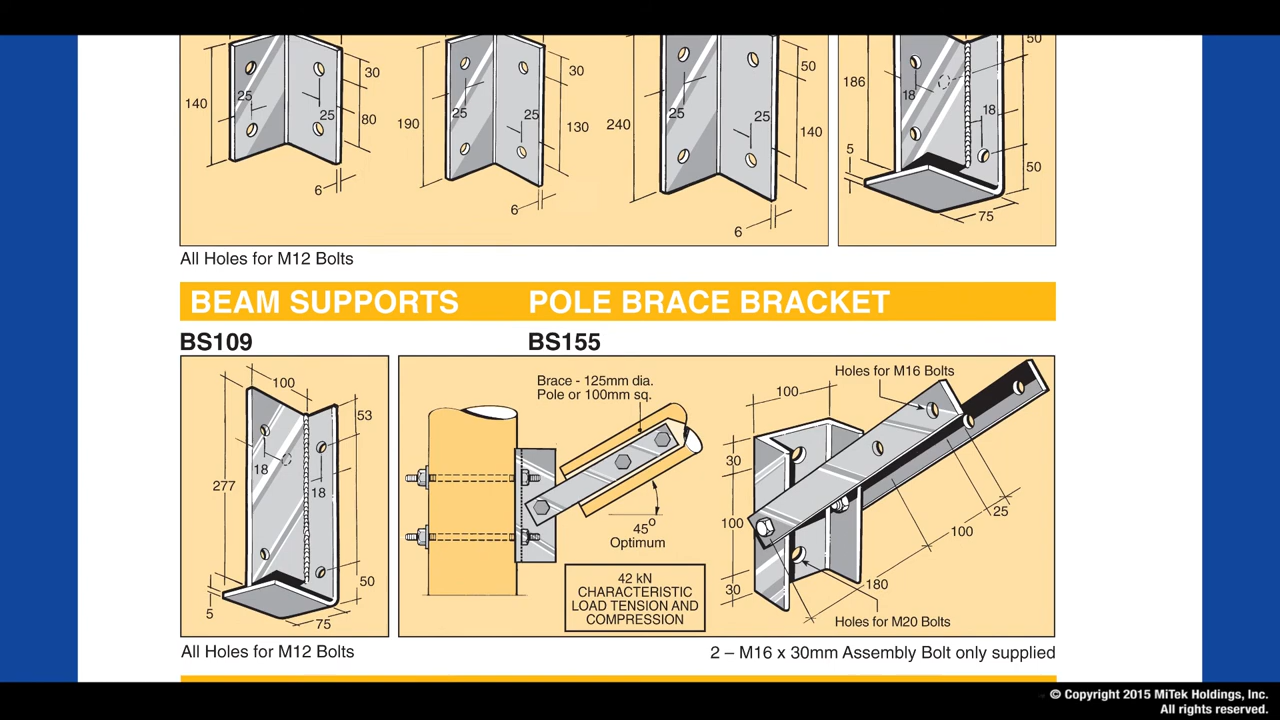 140
25
25
30
80
6
190
25
25
30
130
6
240
25
25
50
140
6
50
186
18
18
5
50
75
All Holes for M12 Bolts
BEAM SUPPORTS
POLE BRACE BRACKET
BS109
BS155
100
53
18
18
277
50
5
75
Brace - 125mm dia.
Pole or 100mm sq.
45o
Optimum
42 kN
CHARACTERISTIC
LOAD TENSION AND
COMPRESSION
Holes for M16 Bolts
100
30
100
30
25
100
180
Holes for M20 Bolts
All Holes for M12 Bolts
2 – M16 x 30mm Assembly Bolt only supplied
© Copyright 2015 MiTek Holdings, Inc.
All rights reserved.